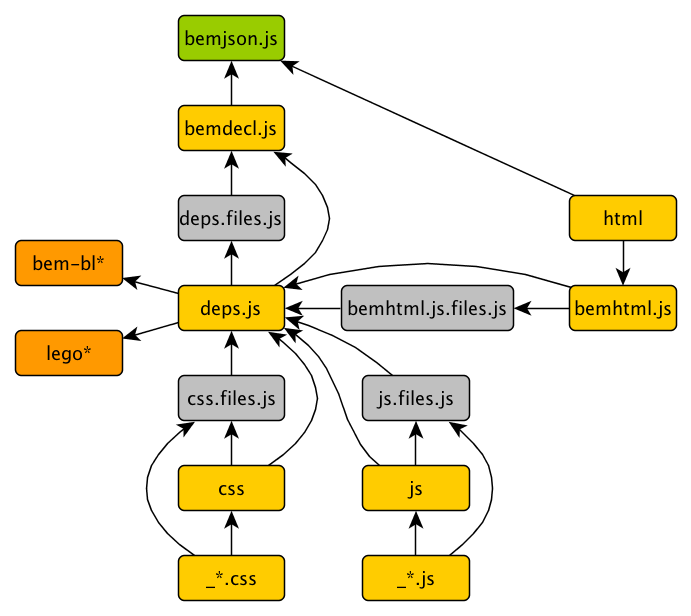 bemjson.js
bemdecl.js
deps.files.js
html
bem-bl*
deps.js
bemhtml.js.files.js
bemhtml.js
lego*
css.files.js
js.files.js
css
js
_*.css
_*.js